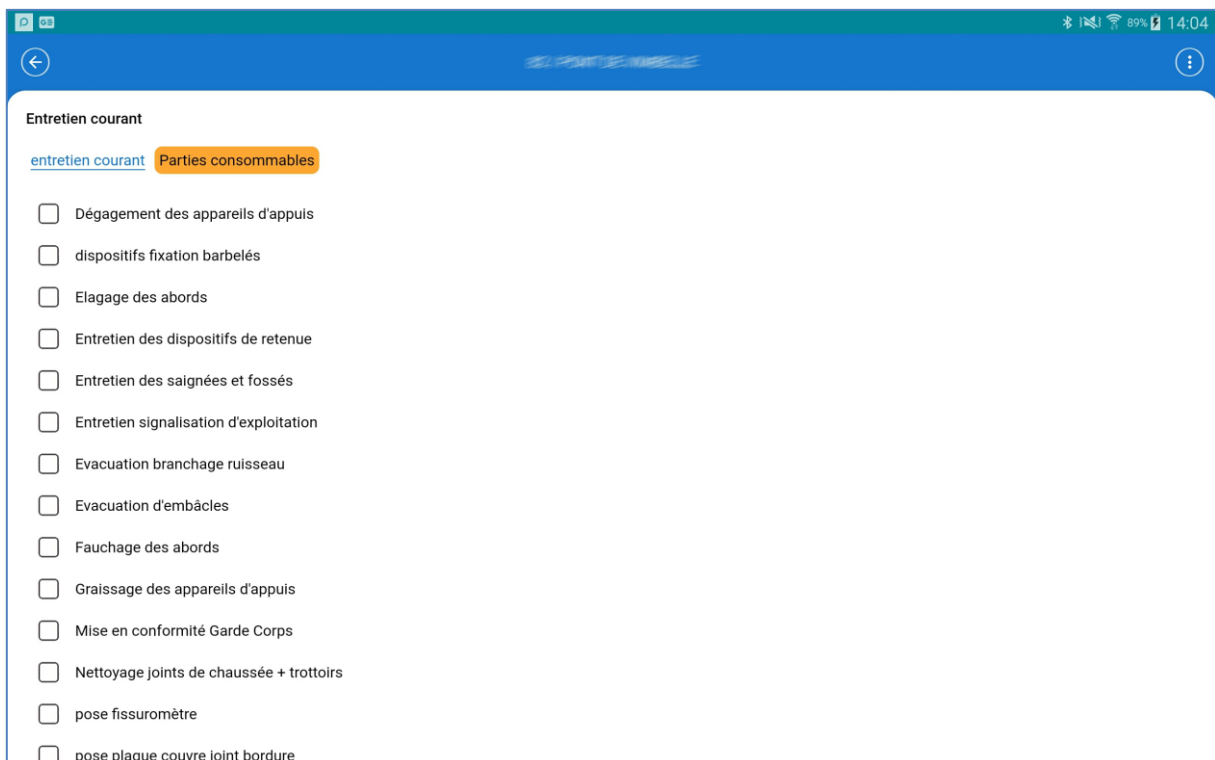 GS 89% 14:04
Entretien courant
entretien courant Parties consommables
Dégagement des appareils d'appuis
dispositifs fixation barbelés
Elagage des abords
Entretien des dispositifs de retenue
Entretien des saignées et fossés
Entretien signalisation d'exploitation
Evacuation branchage ruisseau
Evacuation d'embâcles
Fauchage des abords
Graissage des appareils d'appuis
Mise en conformité Garde Corps
Nettoyage joints de chaussée + trottoirs
pose fissuromètre
pose plaque couvre joint bordure